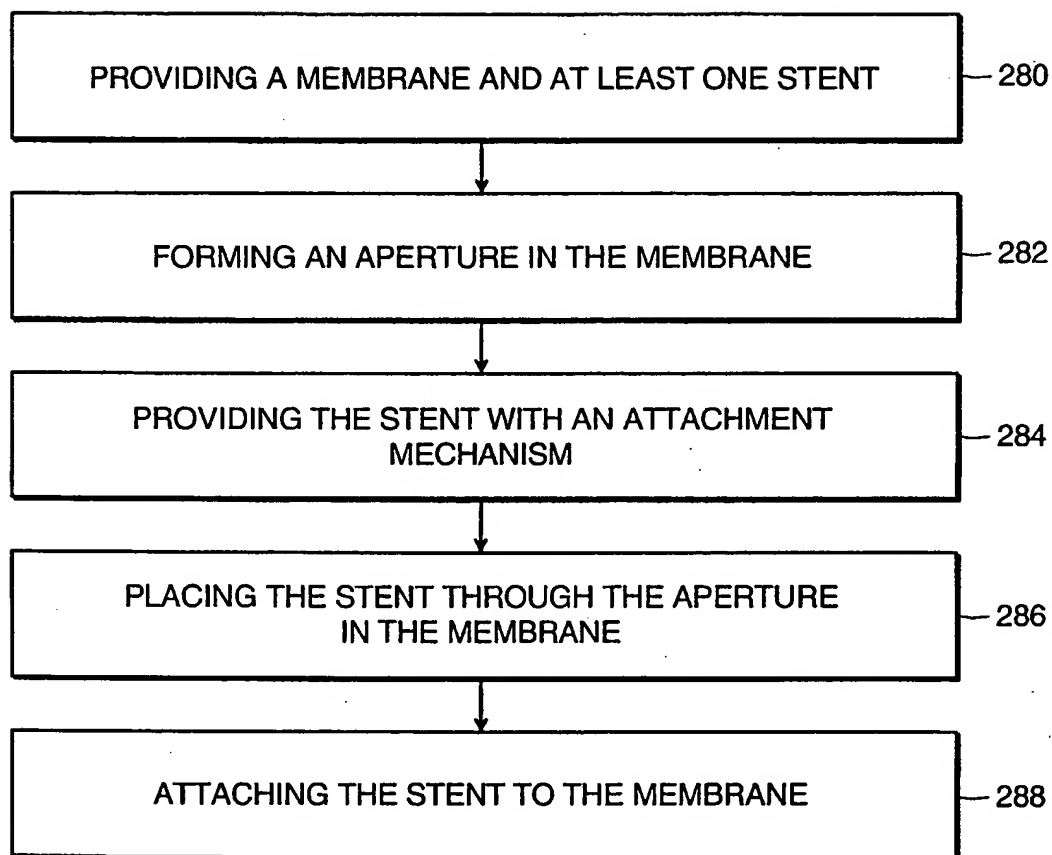 PROVIDING A MEMBRANE AND AT LEAST ONE STENT
280
FORMING AN APERTURE IN THE MEMBRANE
282
PROVIDING THE STENT WITH AN ATTACHMENT
MECHANISM
284
PLACING THE STENT THROUGH THE APERTURE
IN THE MEMBRANE
286
ATTACHING THE STENT TO THE MEMBRANE
288